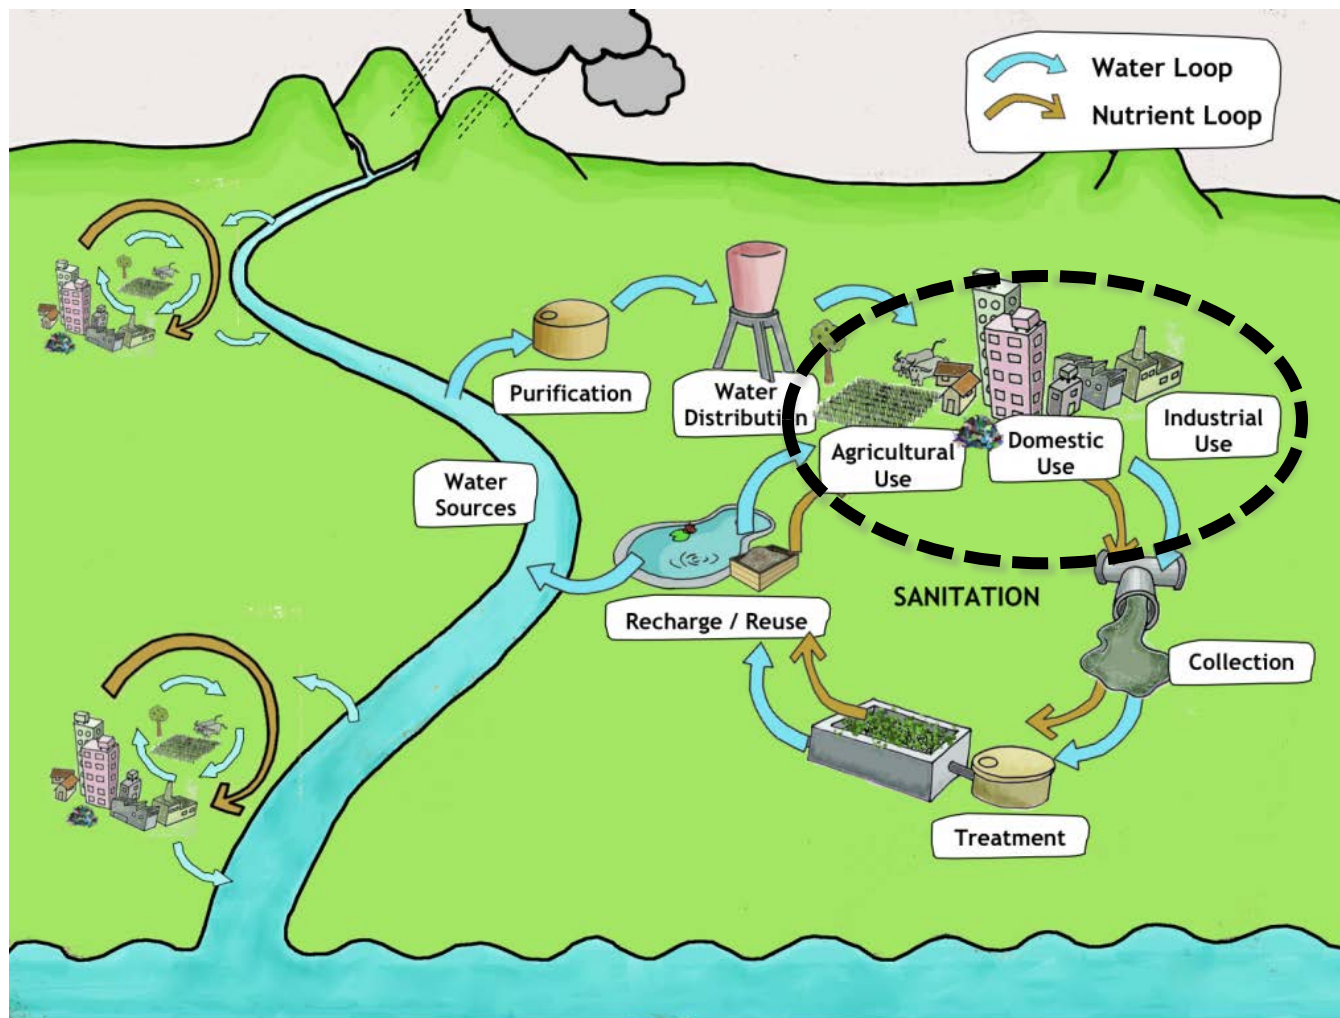 Water Loop
Nutrient Loop
Purification
Water
Distribution
Agricultural
Use
Domestic
Use
Industrial
Use
Water
Sources
SANITATION
Recharge / Reuse
Collection
Treatment